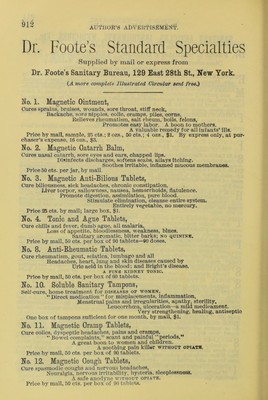 912
AUTHOR'S ADVERTISEMENT.
Dr. Foote's Standard Specialties
Supplied by mail or express from
Dr. Foote's Sanitary Bureau, 129 East 28th St., New York.
(A more complete Illustrated Circular sent free.)
No. 1. Magnetic Ointment,
Cures sprains, bruises, wounds, sore throat, stiff neck,
Backache, sore nipples, colic, cramps, piles, corns,
Relieves rheumatism, salt rheum, boils, felons,
Promotes easy labor. A boon to mothers.
A valuable remedy for all infants' ills.
Price by mail, sample, 25 cts.; 2 ozs., 50 cts.; 4 ozs., $1. By express only, at pur-
chaser's expense, 16 ozs., $3.
No. 2. Magnetic Catarrh Balm,
Cures nasal catarrh, sore eyes and ears, chapped lips.
Disinfects discharges, softens scabs, allays itching.
Soothes irritable, inflamed mucous membranes.
Price 50 cts. per jar, by mail
No. 3. Magnetic Anti-Bilious Tablets,
Cure biliousness, sick headaches, chronic constipation,
Liver torpor, sallowness, nausea, hemorrhoids, flatulence.
Promote digestion, assimilation, pure blood.
Stimulate elimination, cleanse entire system.
Entirely vegetable, no mercury.
Price 25 cts. by mail; large box, $1.
No. 4. Tonic and Ague Tablets,
Cure chills and fever, dumb ague, all malaria,
Loss of appetite, bloodlessness, weakness, blues.
Sanitary aromatic, bitter barks; no QUININE,
Price by mail, 50 cts. per box of 90 tablets—90 doses.
No. 8. Anti-Rheumatic Tablets,
Cure rheumatism, gout, sciatica, lumbago and all
Headaches, heart, lung and skin diseases caused by
Uric acid in the blood; and Bright's disease,
A FINE KIDNEY TONIC.
Price by mail, 50 cts. per box of 60 tablets.
No. 10. Soluble Sanitary Tampons,
Self-cure, home treatment for DISEASES OF WOMEN,
"Direct medication" for misplacements, inflammation,
Menstrual pains and irregularities, apathy, sterility,
Leucorrhœa, ulceration—a mild medicament.
Very strengthening, healing, antiseptic
One box of tampons sufficient for one month, by mail, $1.
No. 11. Magnetic Cramp Tablets,
Cure colics, dyspeptic headaches, pains and cramps,
"Bowel complaints," want and painful "periods,"
A great boon to women and children.
A soothing pain killer WITHOUT OPIATE.
Price by mail, 50 cts. per box of 90 tablets.
No. 12. Magnetic Cough Tablets,
Cure spasmodic coughs and nervous headaches,
Neuralgia, nervous irritability, hysteria, sleeplessness.
A safe anodyne WITHOUT OPIATE.
Price by mail, 50 cts. per box of 90 tablets.